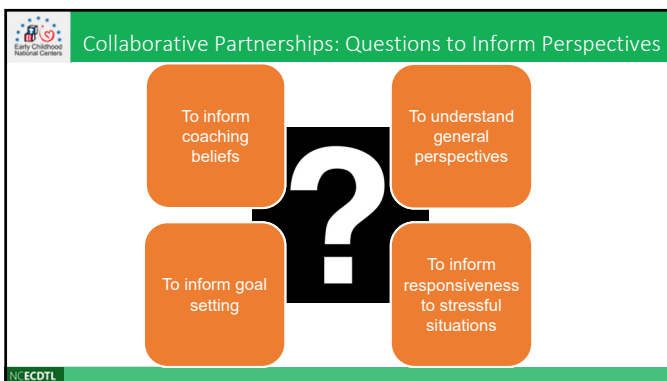 Early Childhood
National Centers
Collaborative Partnerships: Questions to Inform Perspectives
To inform
coaching
beliefs
To understand
general
perspectives
?
To inform goal
setting
To inform
responsiveness
to stressful
situations
NCECDTL